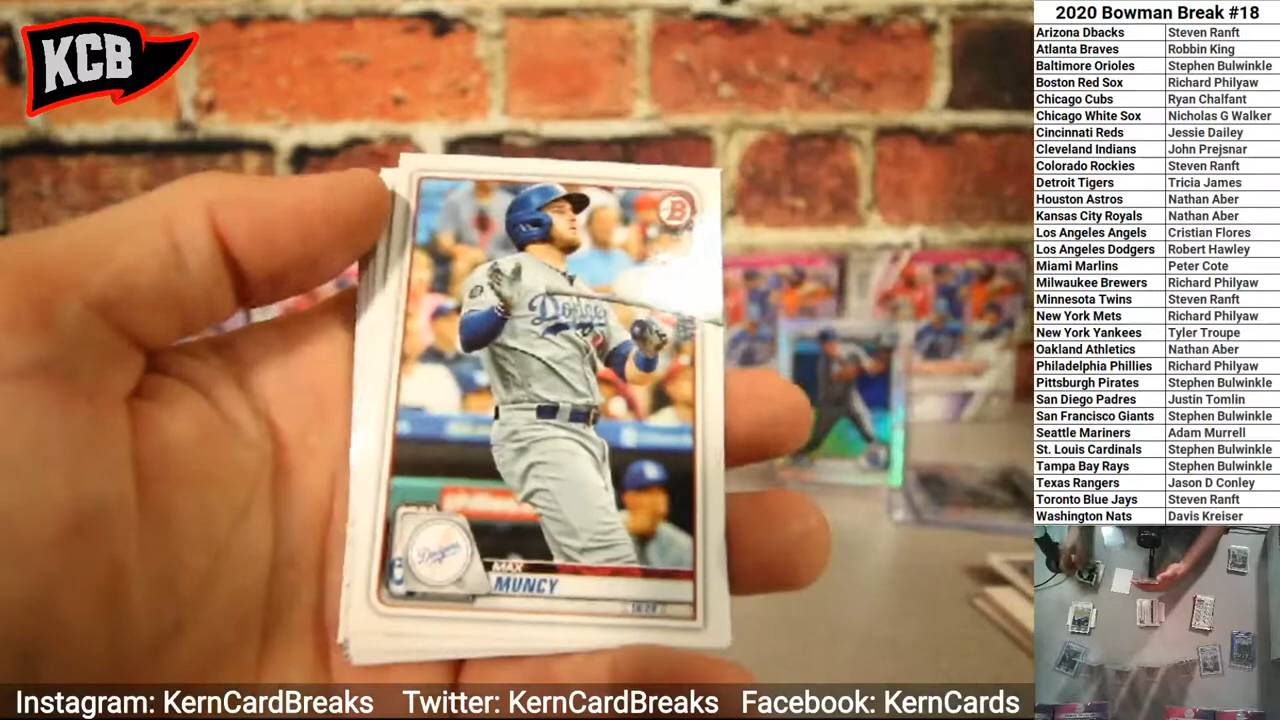 KCB
B
Dodgers
Dodgers
MAX
MUNCY
Instagram: KernCardBreaks Twitter: KernCardBreaks Facebook: KernCards
2020 Bowman Break #18
Arizona Dbacks Steven Ranft
Atlanta Braves Robbin King
Baltimore Orioles Stephen Bulwinkle
Boston Red Sox Richard Philyaw
Chicago Cubs Ryan Chalfant
Chicago White Sox Nicholas G Walker
Cincinnati Reds Jessie Dailey
Cleveland Indians John Prejsnar
Colorado Rockies Steven Ranft
Detroit Tigers Tricia James
Houston Astros Nathan Aber
Kansas City Royals Nathan Aber
Los Angeles Angels Cristian Flores
Los Angeles Dodgers Robert Hawley
Miami Marlins Peter Cote
Milwaukee Brewers Richard Philyaw
Minnesota Twins Steven Ranft
New York Mets Richard Philyaw
New York Yankees Tyler Troupe
Oakland Athletics Nathan Aber
Philadelphia Phillies Richard Philyaw
Pittsburgh Pirates Stephen Bulwinkle
San Diego Padres Justin Tomlin
San Francisco Giants Stephen Bulwinkle
Seattle Mariners Adam Murrell
St. Louis Cardinals Stephen Bulwinkle
Tampa Bay Rays Stephen Bulwinkle
Texas Rangers Jason D Conley
Toronto Blue Jays Steven Ranft
Washington Nats Davis Kreiser